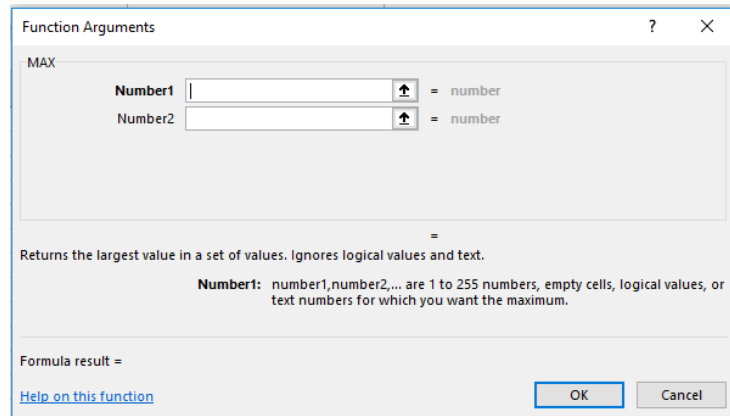 Function Arguments ? X
MAX
Number1 = number
Number2 = number
=
Returns the largest value in a set of values. Ignores logical values and text.
Number1: number1,number2,... are 1 to 255 numbers, empty cells, logical values, or
text numbers for which you want the maximum.
Formula result =
Help on this function OK Cancel